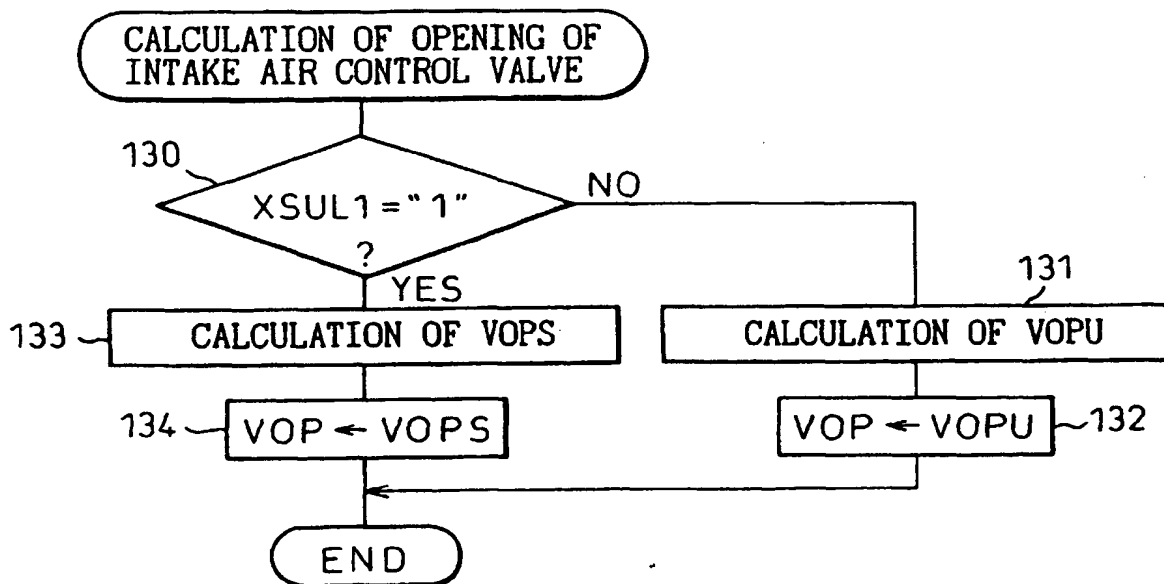 CALCULATION OF OPENING OF
INTAKE AIR CONTROL VALVE
130
XSUL1="1"
?
NO
YES
131
133
CALCULATION OF VOPS
CALCULATION OF VOPU
134
VOP ← VOPS
VOP ← VOPU
132
END